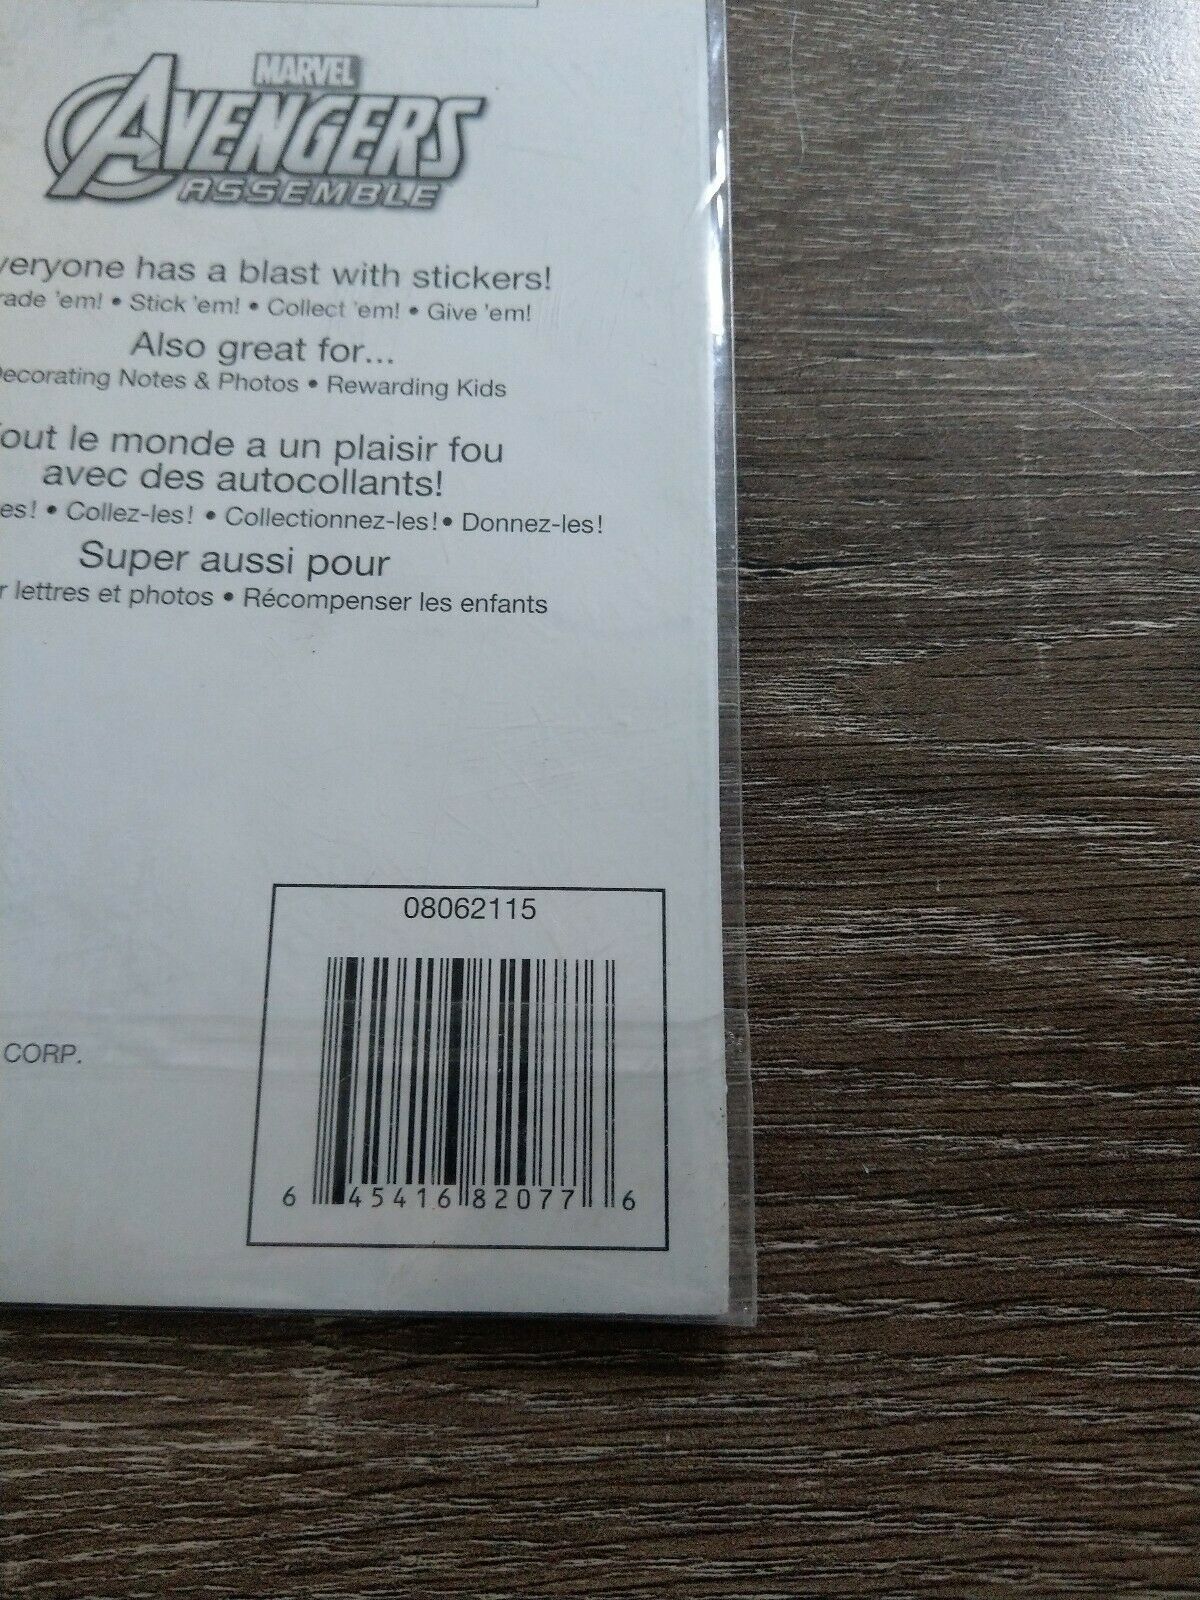 MARVEL
AVENGERS
ASSEMBLE
veryone has a blast with stickers!
rade 'em! • Stick 'em! • Collect 'em! • Give 'em!
Also great for...
Decorating Notes & Photos • Rewarding Kids
Tout le monde a un plaisir fou
avec des autocollants!
es! • Collez-les! • Collectionnez-les! • Donnez-les!
Super aussi pour
r lettres et photos • Récompenser les enfants
08062115
CORP.
6 45416 82077 6